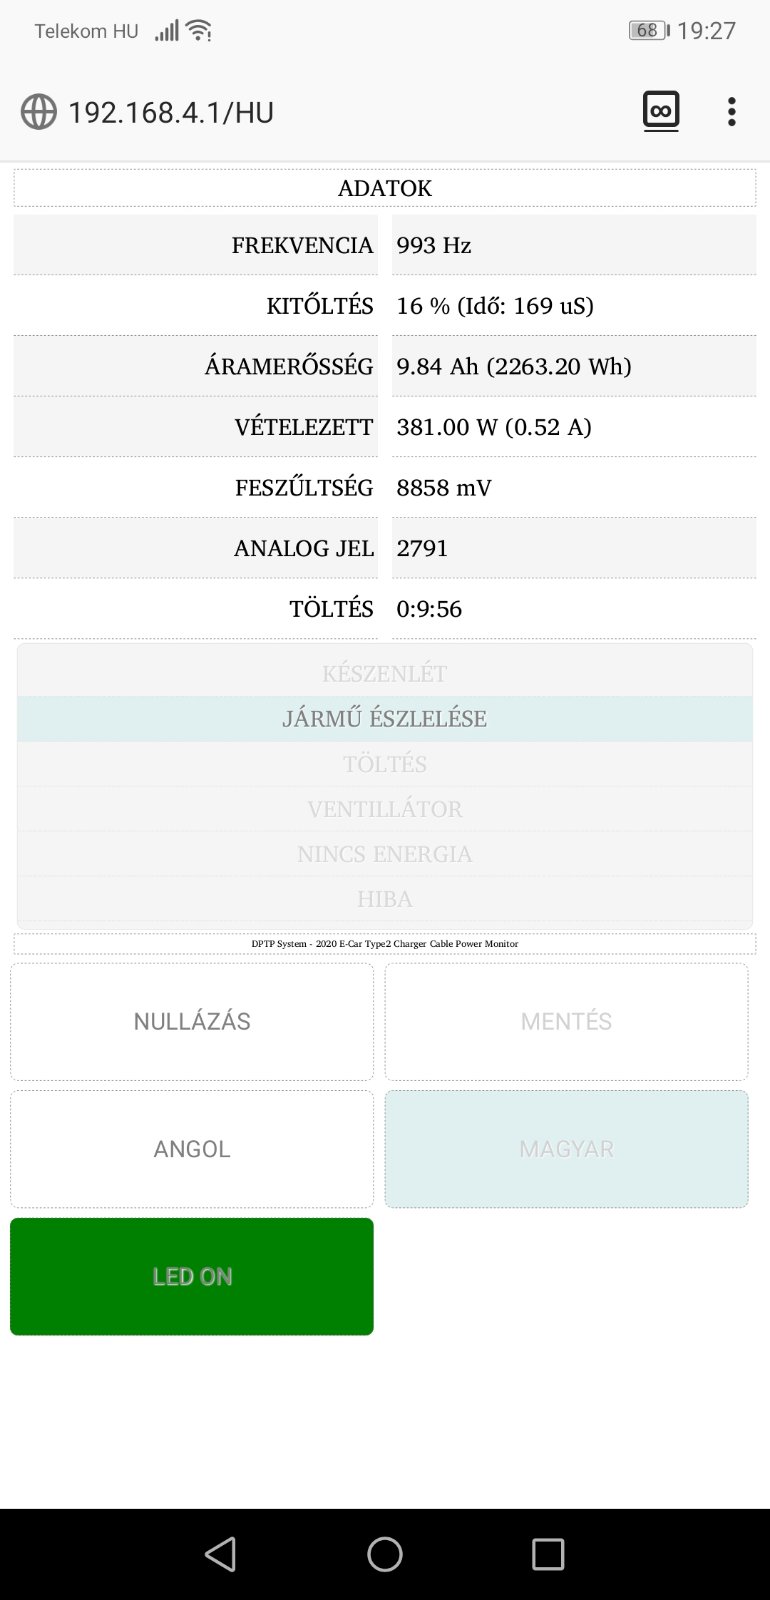 Telekom HU 68 19:27
192.168.4.1/HU
ADATOK
FREKVENCIA 993 Hz
KITŐLTÉS 16 % (Idő: 169 uS)
ÁRAMERŐSSÉG 9.84 Ah (2263.20 Wh)
VÉTELEZETT 381.00 W (0.52 A)
FESZŰLTSÉG 8858 mV
ANALOG JEL 2791
TÖLTÉS 0:9:56
KÉSZENLÉT
JÁRMŰ ÉSZLELÉSE
TÖLTÉS
VENTILLÁTOR
NINCS ENERGIA
HIBA
DPTP System - 2020 E-Car Type2 Charger Cable Power Monitor
NULLÁZÁS MENTÉS
ANGOL MAGYAR
LED ON